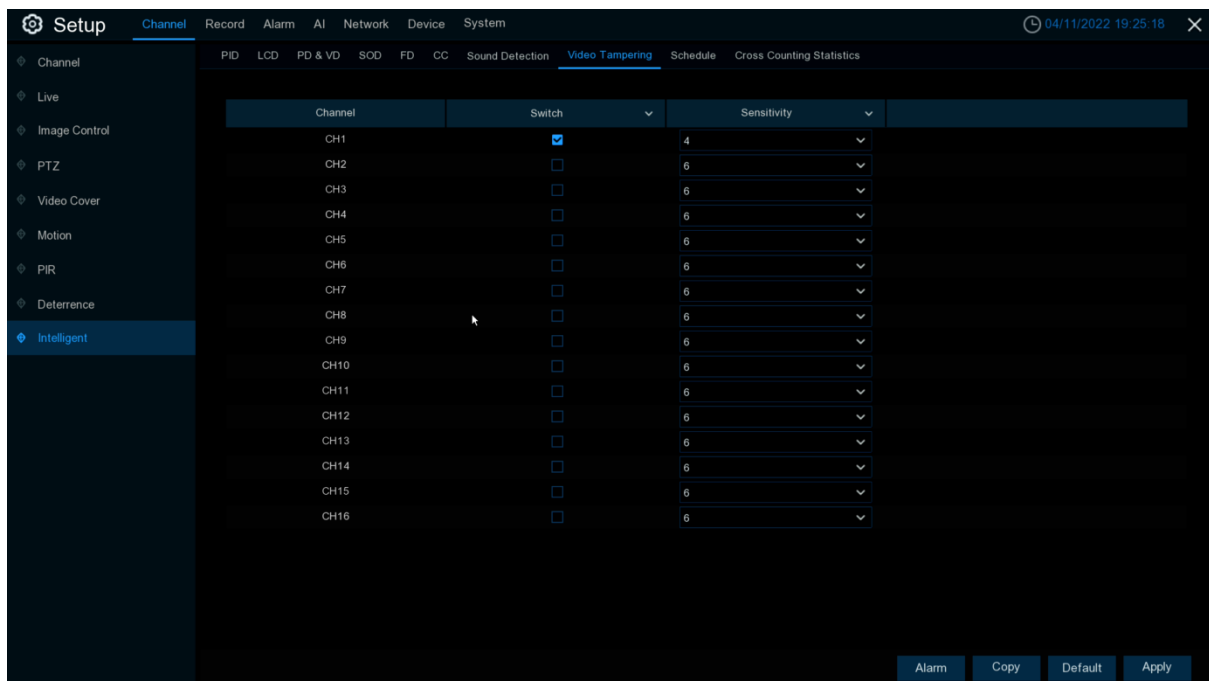 Setup Channel Record Alarm AI Network Device System 04/11/2022 19:25:18
PID LCD PD & VD SOD FD CC Sound Detection Video Tampering Schedule Cross Counting Statistics
Channel
Live
Image Control
PTZ
Video Cover
Motion
PIR
Deterrence
Intelligent
Channel Switch Sensitivity
CH1 4
CH2 6
CH3 6
CH4 6
CH5 6
CH6 6
CH7 6
CH8 6
CH9 6
CH10 6
CH11 6
CH12 6
CH13 6
CH14 6
CH15 6
CH16 6
Alarm Copy Default Apply